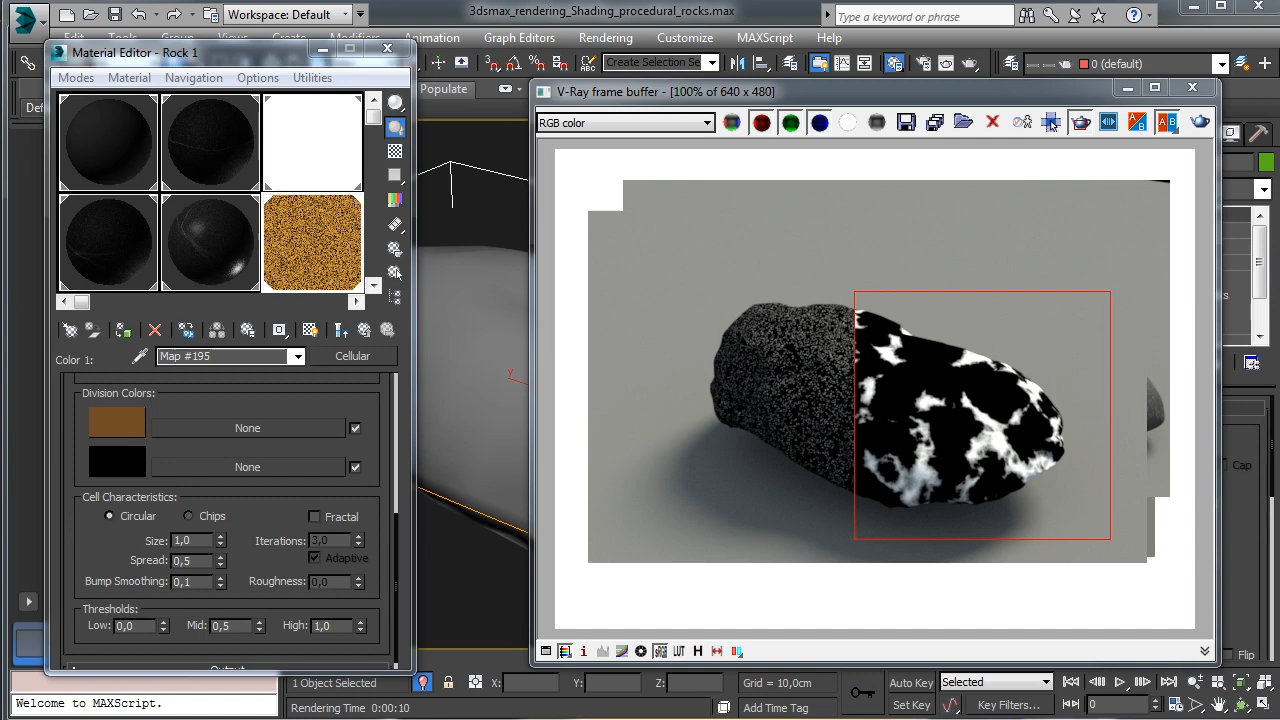 Workspace: Default
3dsmax_rendering_Shading_procedural_rocks.max
Type a keyword or phrase
Edit
Tools
Group
Views
Create
Modifiers
Animation
Graph Editors
Rendering
Customize
MAXScript
Help
Create Selection Se
0 (default)
Material Editor - Rock 1
Modes
Material
Navigation
Options
Utilities
Populate
Color 1:
Map #195
Cellular
Division Colors:
None
None
Cell Characteristics:
Circular
Chips
Fractal
Size: 1,0
Iterations: 3,0
Spread: 0,5
Adaptive
Bump Smoothing: 0,1
Roughness: 0,0
Thresholds:
Low: 0,0
Mid: 0,5
High: 1,0
Output
V-Ray frame buffer - [100% of 640 x 480]
RGB color
LUT
H
Y
Cap
Flip
1 Object Selected
X:
Y:
Z:
Grid = 10,0cm
Auto Key
Selected
Welcome to MAXScript.
Rendering Time 0:00:10
Add Time Tag
Set Key
Key Filters...
0